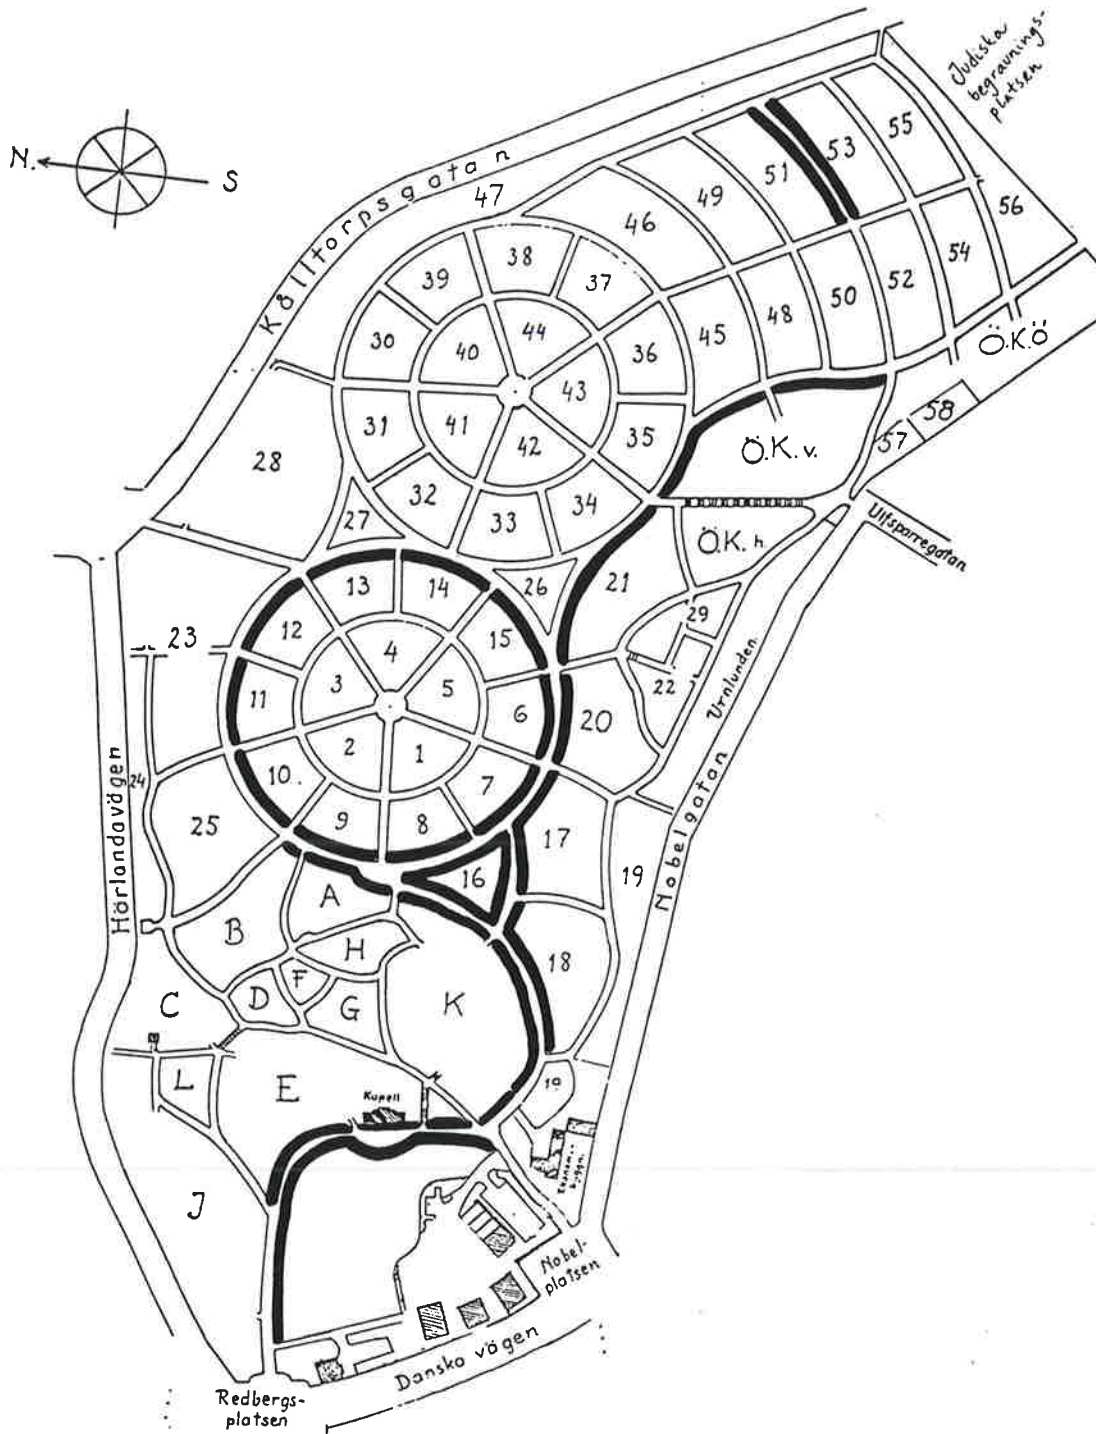 Judiska
begravnings-
platsen
N.
S
Kålltorpsgatan
47
55
53
51
49
46
56
54
52
50
48
45
38
39
37
44
30
40
36
43
Ö.K.Ö
41
31
42
35
58
57
Ö.K.v.
28
32
34
33
27
Ulfsparregatan
Ö.K.h.
26
21
13
14
29
12
15
23
4
22
3
5
11
6
20
Urnlunden
2
1
10.
7
24
25
9
8
17
16
19
Nobelgatan
Hörlandavägen
A
B
H
18
F
D
G
K
C
L
E
19
Kapell
Ekonomi-
byggn.
J
Nobel-
platsen
Danska vägen
Redbergs-
platsen